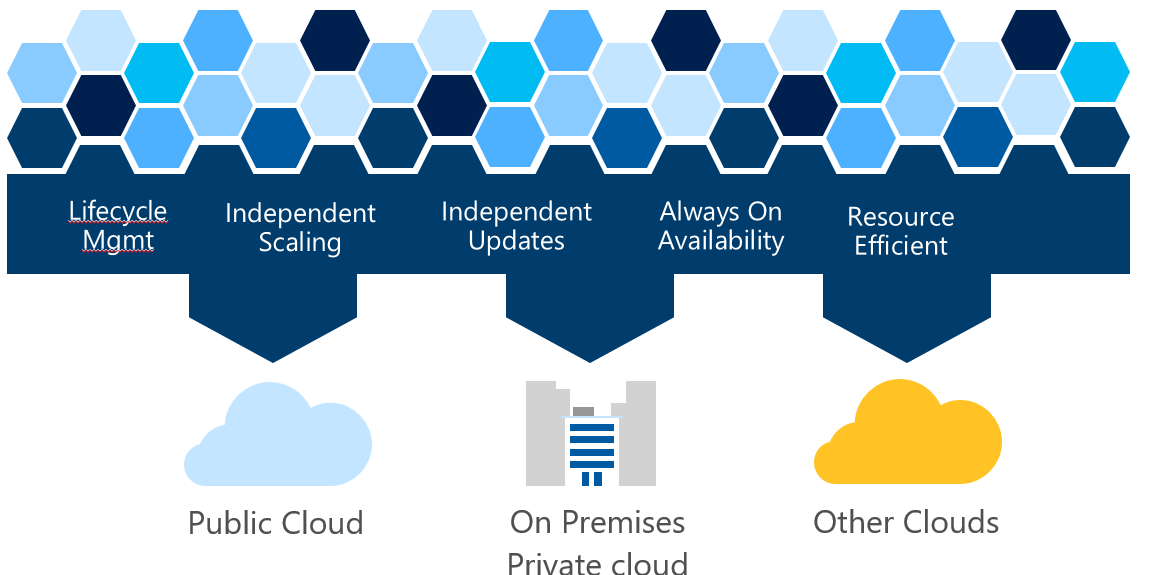 Lifecycle
Mgmt
Independent
Scaling
Independent
Updates
Always On
Availability
Resource
Efficient
Public Cloud
On Premises
Private cloud
Other Clouds